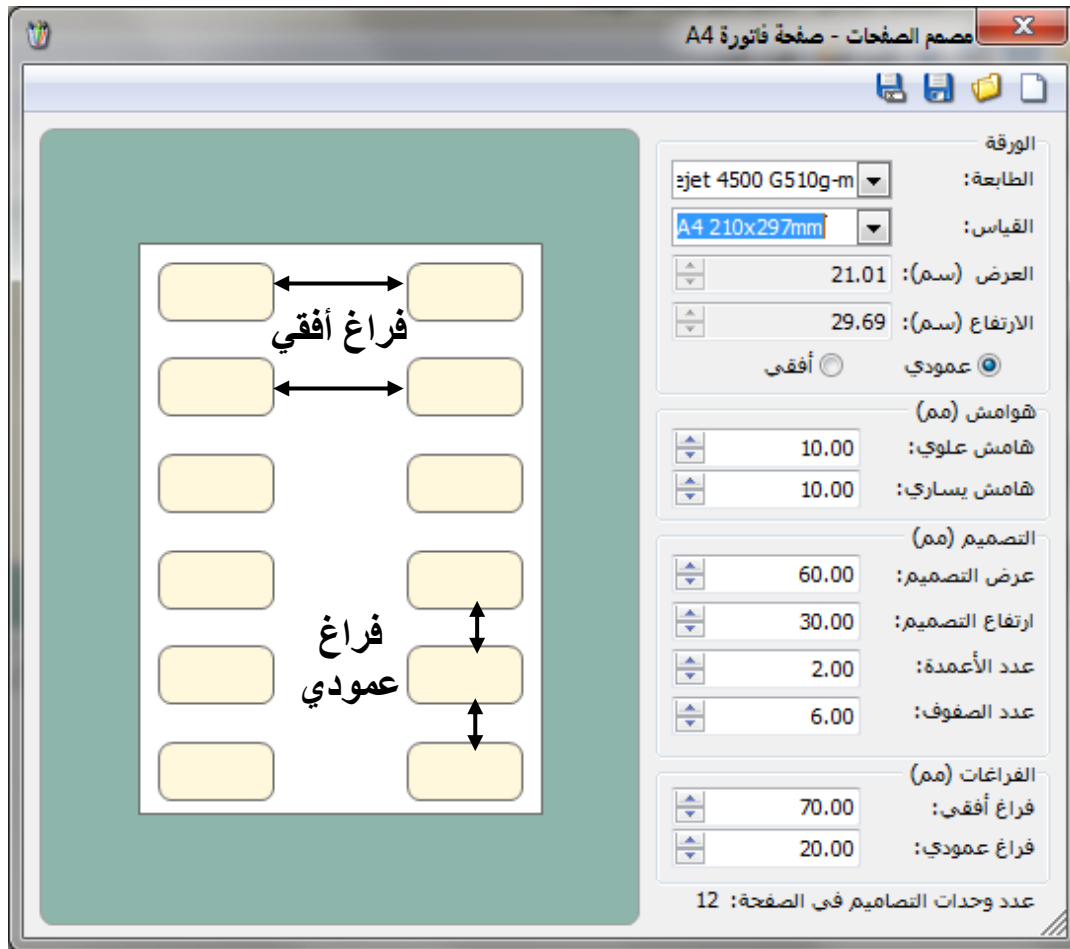 مصمم الصفحات - صفحة فاتورة A4
الورقة
الطابعة: ejet 4500 G510g-m
القياس: A4 210x297mm
العرض (سم): 21.01
الارتفاع (سم): 29.69
عمودي أفقي
هوامش (مم)
هامش علوي: 10.00
هامش يساري: 10.00
التصميم (مم)
عرض التصميم: 60.00
ارتفاع التصميم: 30.00
عدد الأعمدة: 2.00
عدد الصفوف: 6.00
الفراغات (مم)
فراغ أفقي: 70.00
فراغ عمودي: 20.00
عدد وحدات التصاميم في الصفحة: 12
فراغ أفقي
فراغ
عمودي